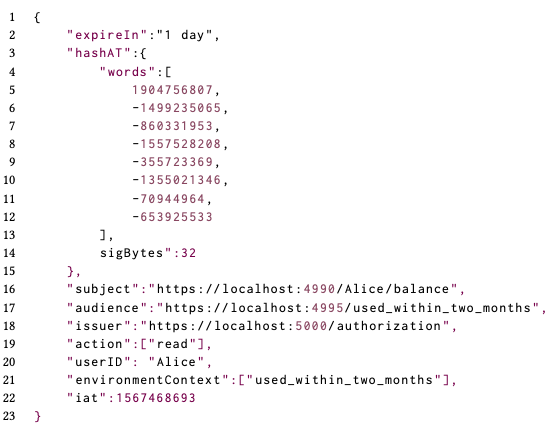 1 {
2 "expireIn":"1 day",
3 "hashAT":{
4 "words":[
5 1904756807,
6 -1499235065,
7 -860331953,
8 -1557528208,
9 -355723369,
10 -1355021346,
11 -70944964,
12 -653925533
13 ],
14 sigBytes":32
15 },
16 "subject":"https://localhost:4990/Alice/balance",
17 "audience":"https://localhost:4995/used_within_two_months",
18 "issuer":"https://localhost:5000/authorization",
19 "action":["read"],
20 "userID": "Alice",
21 "environmentContext":["used_within_two_months"],
22 "iat":1567468693
23 }